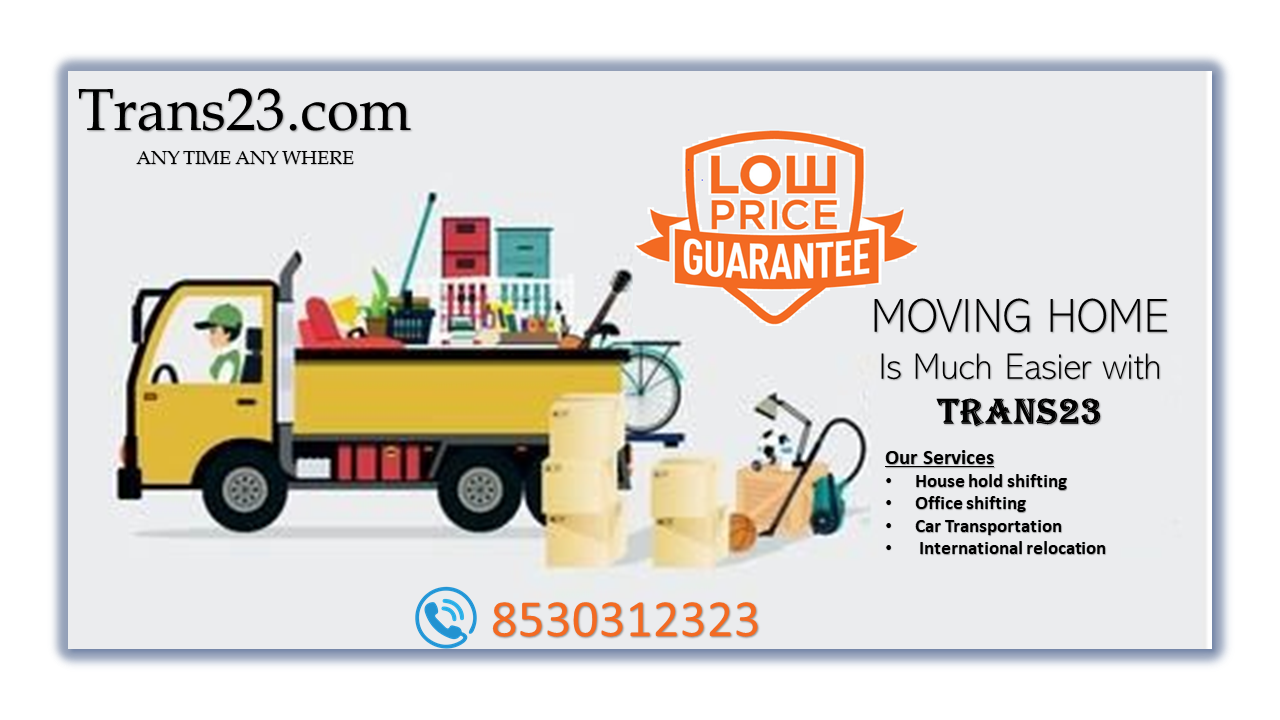 Trans23.com
ANY TIME ANY WHERE
LOW
PRICE
GUARANTEE
MOVING HOME
Is Much Easier with
TRANS23
Our Services
• House hold shifting
• Office shifting
• Car Transportation
• International relocation
8530312323